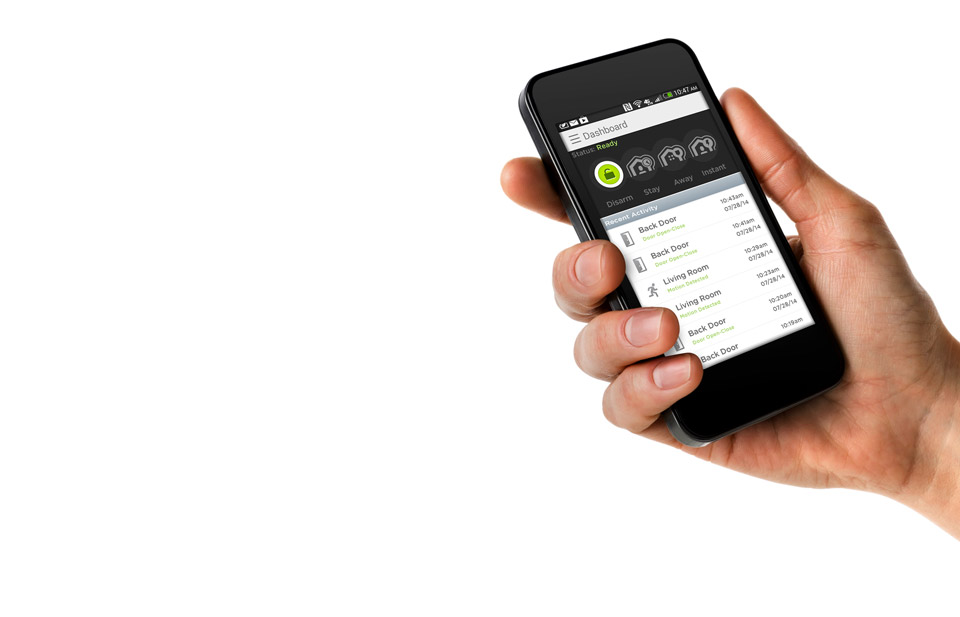 10:47 AM
Dashboard
Status: Ready
Disarm Stay Away Instant
Recent Activity
Back Door 10:43am
Door Open-Close 07/28/14
Back Door 10:41am
Door Open-Close 07/28/14
Living Room 10:29am
Motion Detected 07/28/14
Living Room 10:23am
Motion Detected 07/28/14
Back Door 10:20am
Door Open-Close 07/28/14
Back Door 10:19am